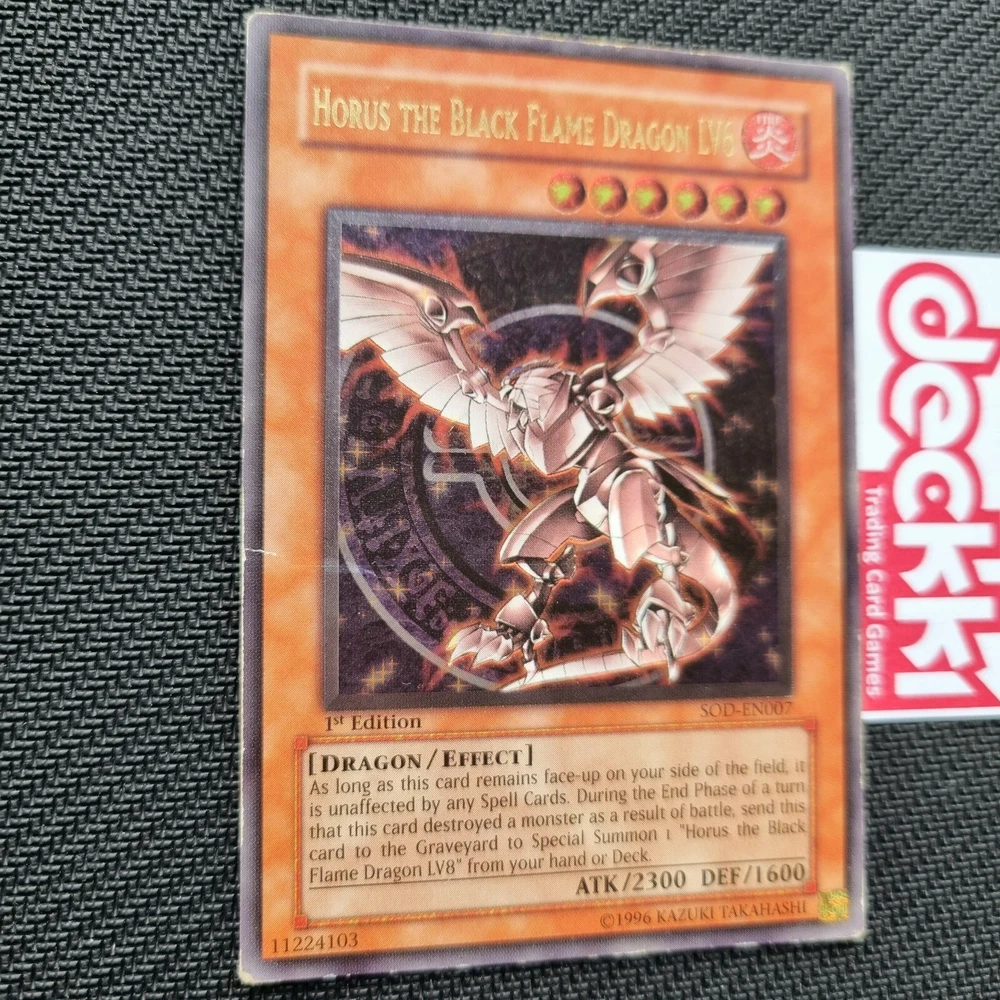 HORUS THE BLACK FLAME DRAGON LV6
FIRE
炎
1st Edition
SOD-EN007
[DRAGON/EFFECT]
As long as this card remains face-up on your side of the field, it
is unaffected by any Spell Cards. During the End Phase of a turn
that this card destroyed a monster as a result of battle, send this
card to the Graveyard to Special Summon 1 "Horus the Black
Flame Dragon LV8" from your hand or Deck.
ATK/2300 DEF/1600
11224103
©1996 KAZUKI TAKAHASHI
dekki
Trading Card Games